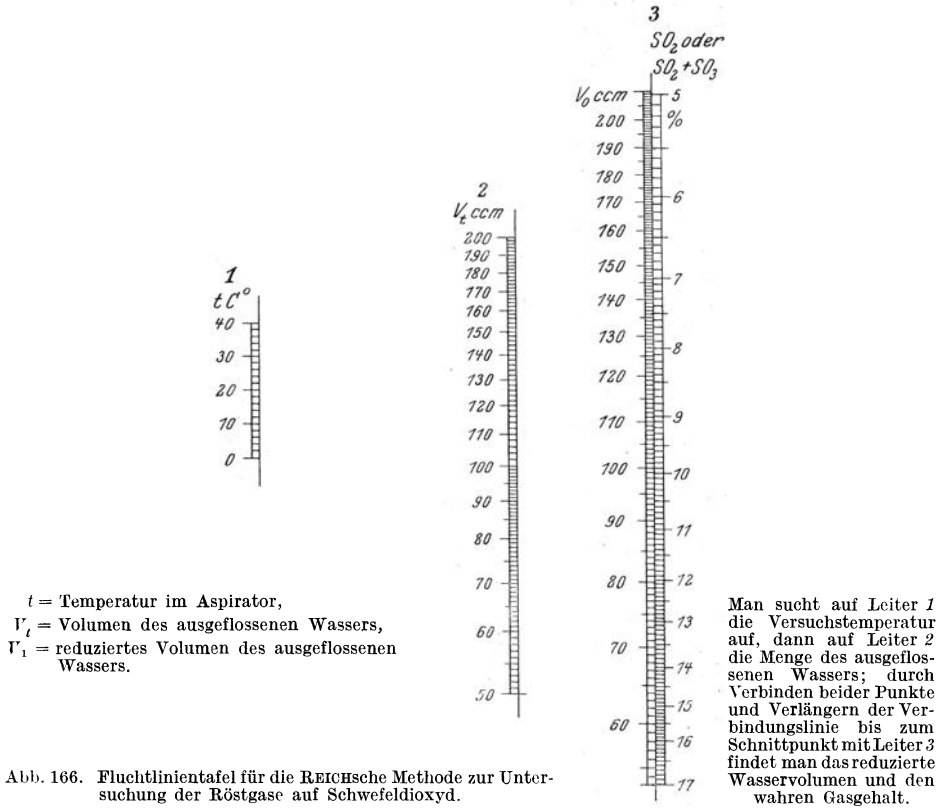 3
SO₂ oder
SO₂+SO₃
V₀ ccm
5
%
200
190
180
170
160
150
140
130
120
110
100
90
80
70
60
6
7
8
9
10
11
12
13
14
15
16
17
2
Vₜ ccm
200
190
180
170
160
150
140
130
120
110
100
90
80
70
60
50
1
t C°
40
30
20
10
0
t = Temperatur im Aspirator,
Vₜ = Volumen des ausgeflossenen Wassers,
V₁ = reduziertes Volumen des ausgeflossenen
Wassers.
Man sucht auf Leiter 1
die Versuchstemperatur
auf, dann auf Leiter 2
die Menge des ausgeflos-
senen Wassers; durch
Verbinden beider Punkte
und Verlängern der Ver-
bindungslinie bis zum
Schnittpunkt mit Leiter 3
findet man das reduzierte
Wasservolumen und den
wahren Gasgehalt.
Abb. 166. Fluchtlinientafel für die REICHsche Methode zur Unter-
suchung der Röstgase auf Schwefeldioxyd.